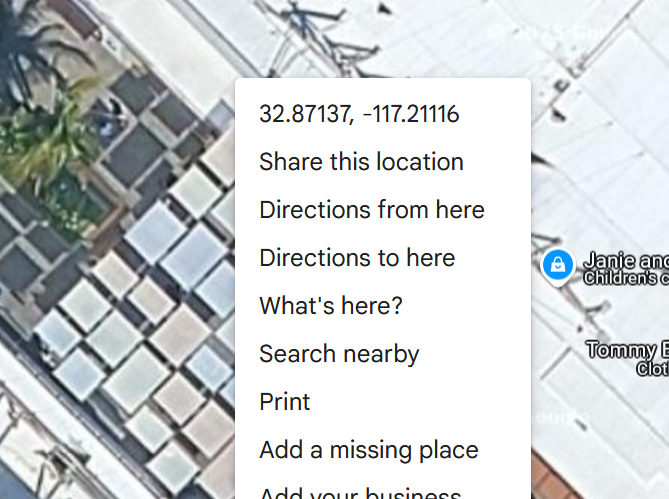 © 2025 Goo
32.87137, -117.21116
Share this location
Directions from here
Directions to here
What's here?
Search nearby
Print
Add a missing place
Add your business
Janie and
Children's c
Tommy B
Clot
Google